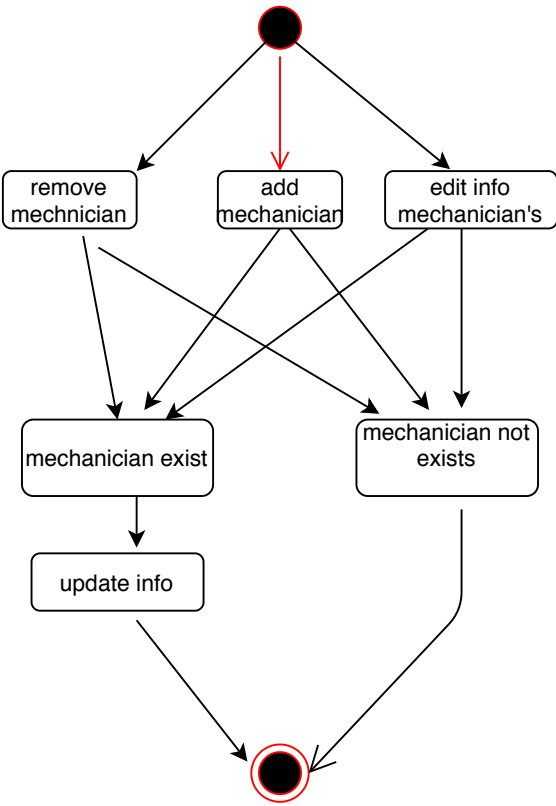 remove
mechnician
add
mechanician
edit info
mechanician's
mechanician exist
mechanician not
exists
update info